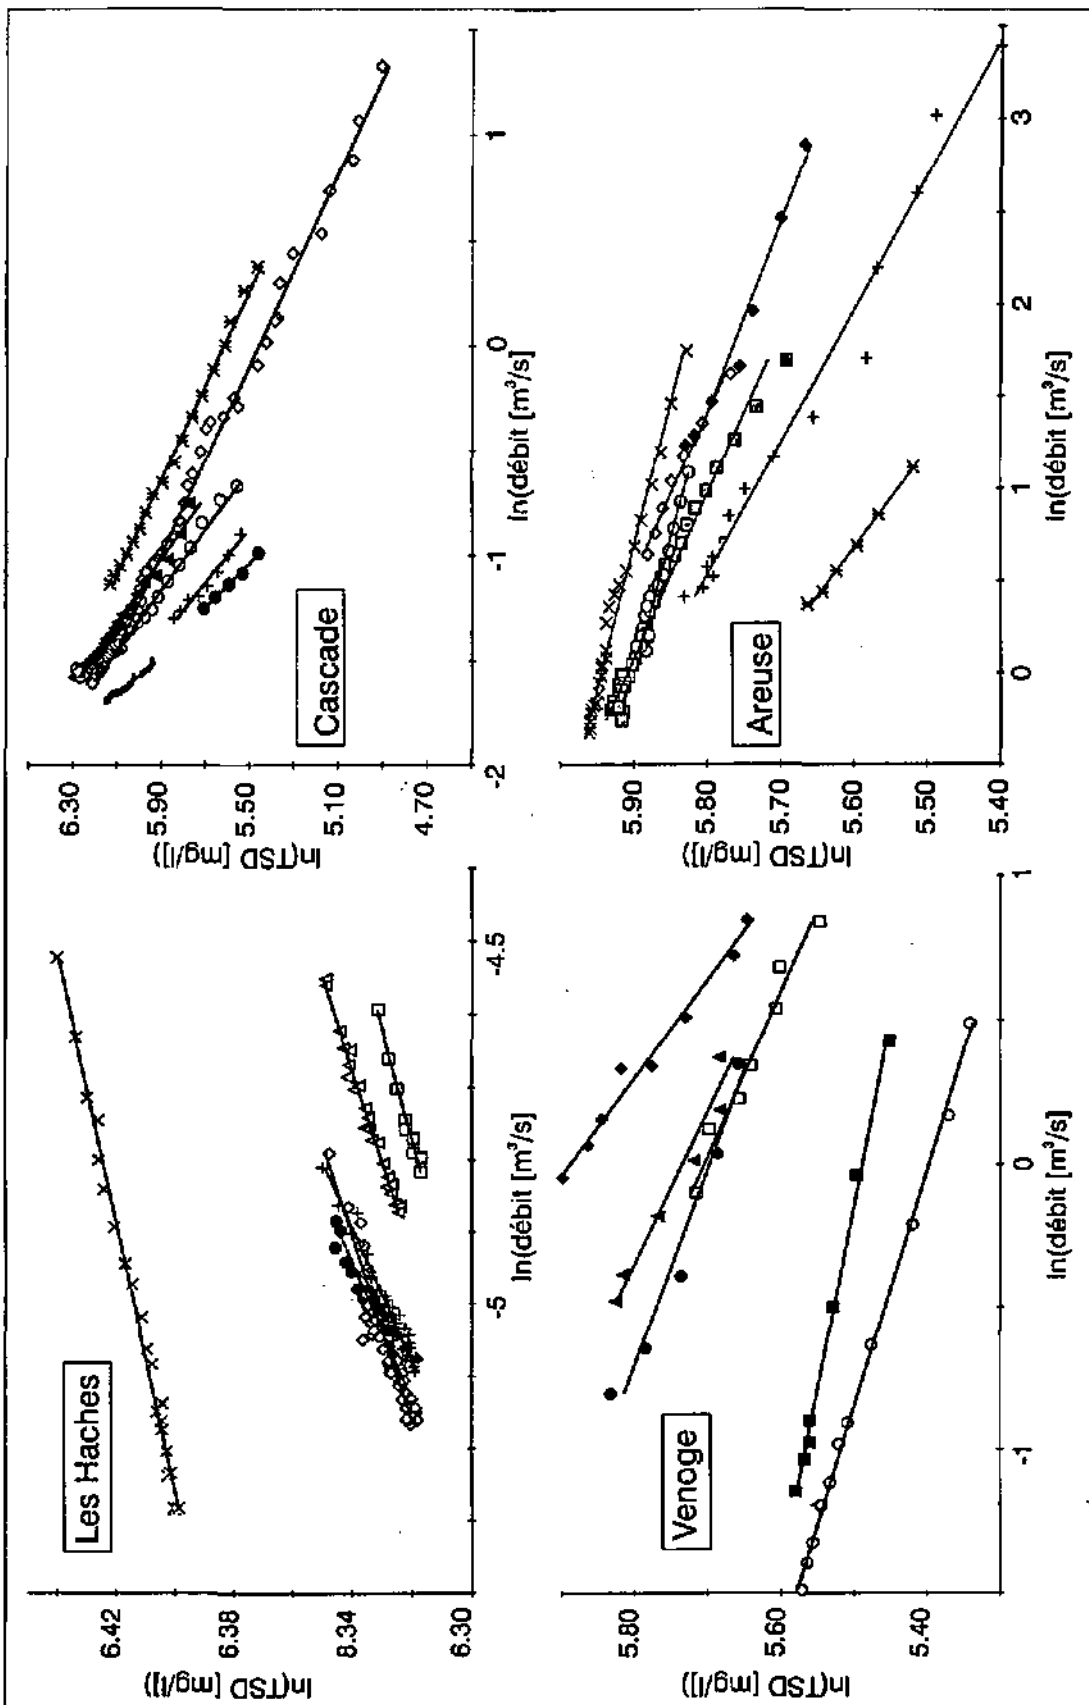 Les Haches
ln(TSD [mg/l])
6.42
6.38
6.34
6.30
-5
-4.5
ln(débit [m³/s]
Cascade
ln(TSD [mg/l])
6.30
5.90
5.50
5.10
4.70
-2
-1
0
1
ln(débit [m³/s]
Venoge
ln(TSD [mg/l])
5.80
5.60
5.40
-1
0
1
ln(débit [m³/s]
Areuse
ln(TSD [mg/l])
5.90
5.80
5.70
5.60
5.50
5.40
0
1
2
3
ln(débit [m³/s]